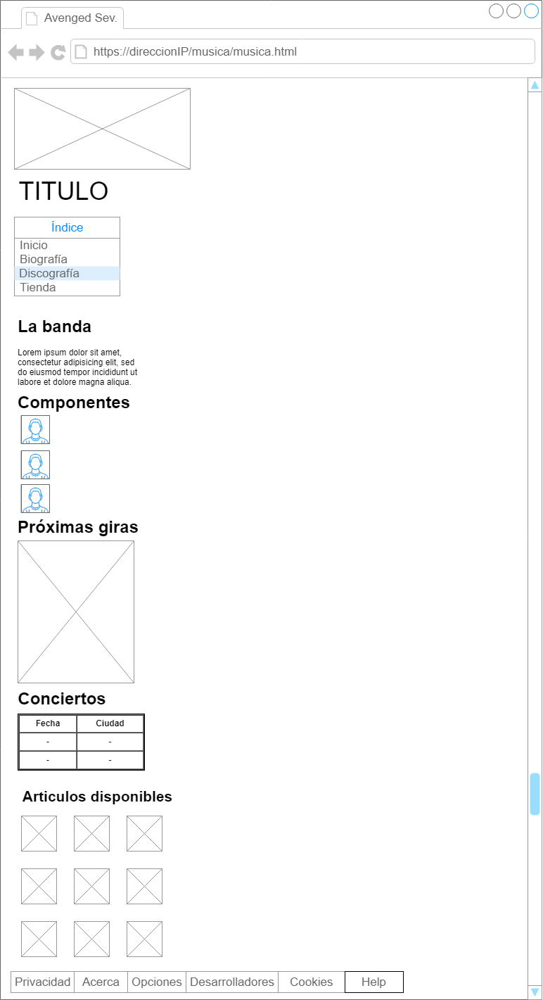 Avenged Sev.
https://direccionIP/musica/musica.html
TITULO
Índice
Inicio
Biografía
Discografía
Tienda
La banda
Lorem ipsum dolor sit amet,
consectetur adipisicing elit, sed
do eiusmod tempor incididunt ut
labore et dolore magna aliqua.
Componentes
Próximas giras
Conciertos
Fecha Ciudad
- -
- -
Articulos disponibles
Privacidad Acerca Opciones Desarrolladores Cookies Help